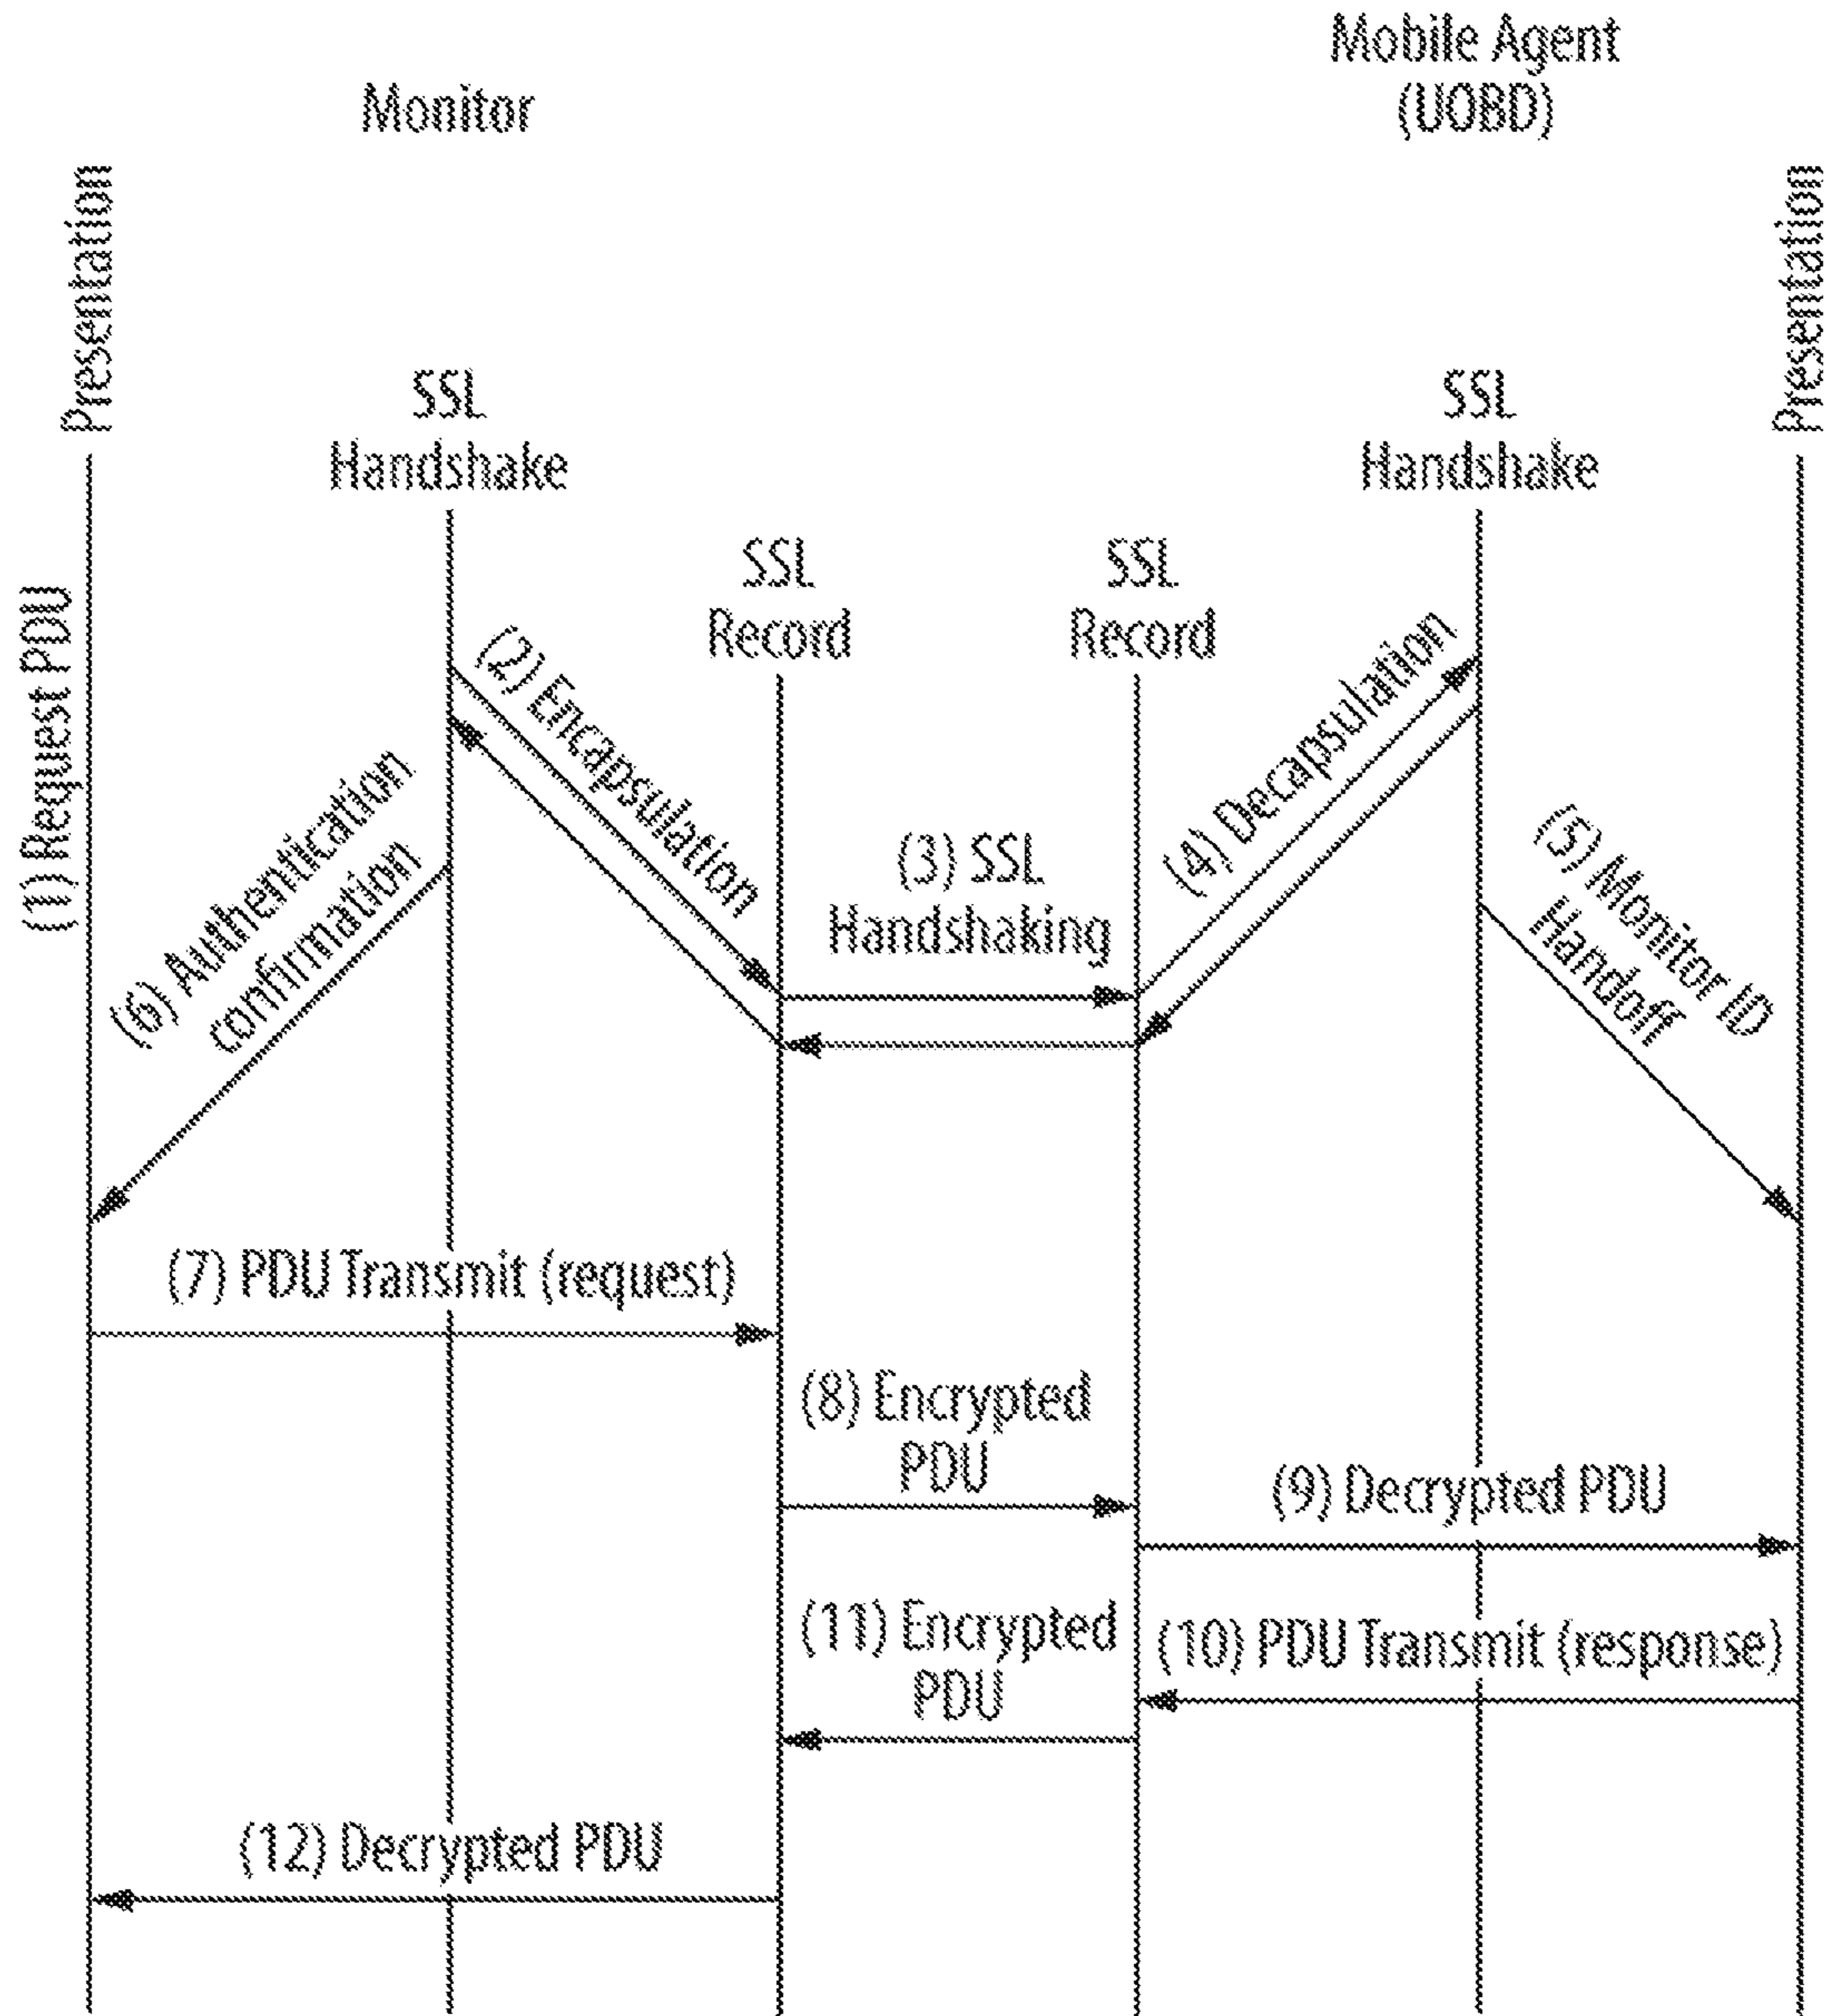 Mobile Agent
(UOBD)
Monitor
Presentation
Presentation
SSL
Handshake
SSL
Handshake
SSL
Record
SSL
Record
(1) Request PDU
(2) Encapsulation
(3) SSL
Handshaking
(4) Decapsulation
(5) Monitor ID
Handoff
(6) Authentication
confirmation
(7) PDU Transmit (request)
(8) Encrypted
PDU
(9) Decrypted PDU
(10) PDU Transmit (response)
(11) Encrypted
PDU
(12) Decrypted PDU